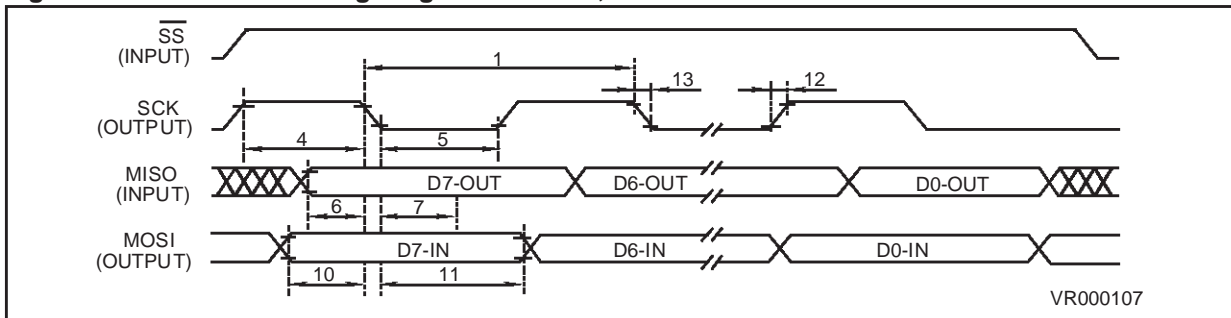 SS
(INPUT)
1
13
12
SCK
(OUTPUT)
4
5
MISO
(INPUT)
D7-OUT
D6-OUT
D0-OUT
6
7
MOSI
(OUTPUT)
D7-IN
D6-IN
D0-IN
10
11
VR000107